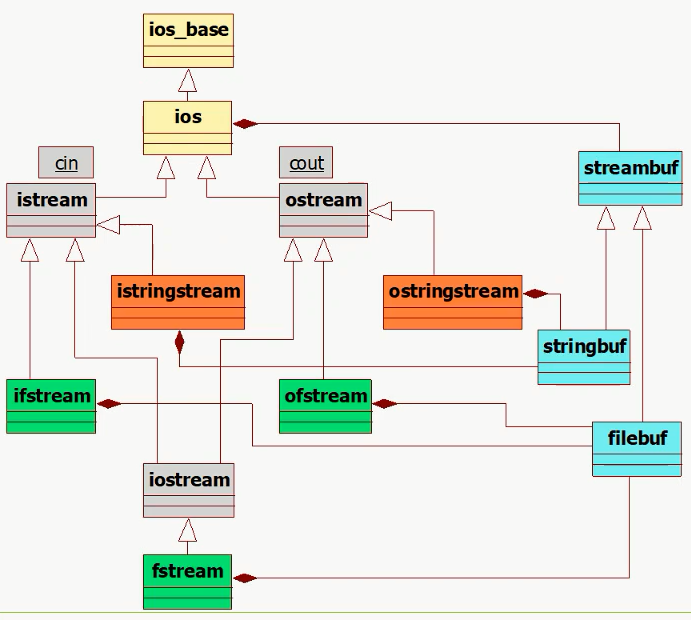 ios_base
ios
cin
cout
streambuf
istream
ostream
istringstream
ostringstream
stringbuf
ifstream
ofstream
filebuf
iostream
fstream